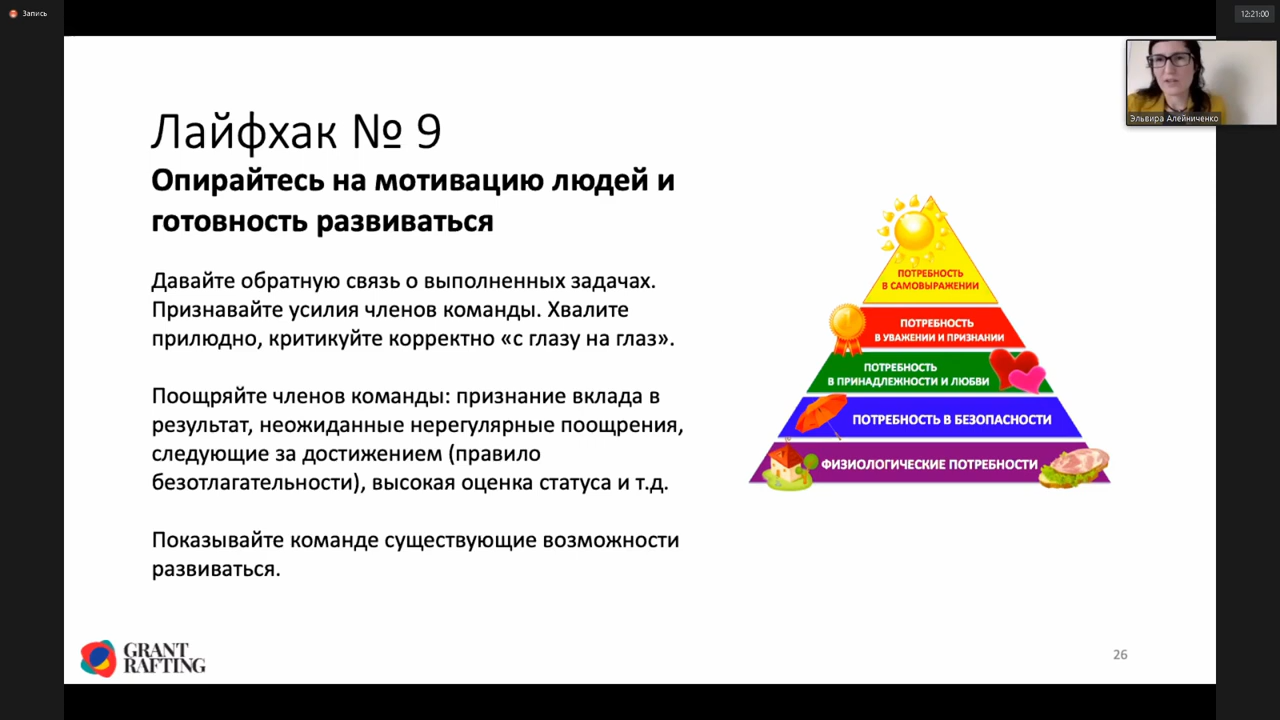 Запись
12:21:00
Эльвира Алейниченко
Лайфхак № 9
Опирайтесь на мотивацию людей и
готовность развиваться
Давайте обратную связь о выполненных задачах.
Признавайте усилия членов команды. Хвалите
прилюдно, критикуйте корректно «с глазу на глаз».
Поощряйте членов команды: признание вклада в
результат, неожиданные нерегулярные поощрения,
следующие за достижением (правило
безотлагательности), высокая оценка статуса и т.д.
Показывайте команде существующие возможности
развиваться.
ПОТРЕБНОСТЬ
В САМОВЫРАЖЕНИИ
ПОТРЕБНОСТЬ
В УВАЖЕНИИ И ПРИЗНАНИИ
ПОТРЕБНОСТЬ
В ПРИНАДЛЕЖНОСТИ И ЛЮБВИ
ПОТРЕБНОСТЬ В БЕЗОПАСНОСТИ
ФИЗИОЛОГИЧЕСКИЕ ПОТРЕБНОСТИ
GRANT
RAFTING
26